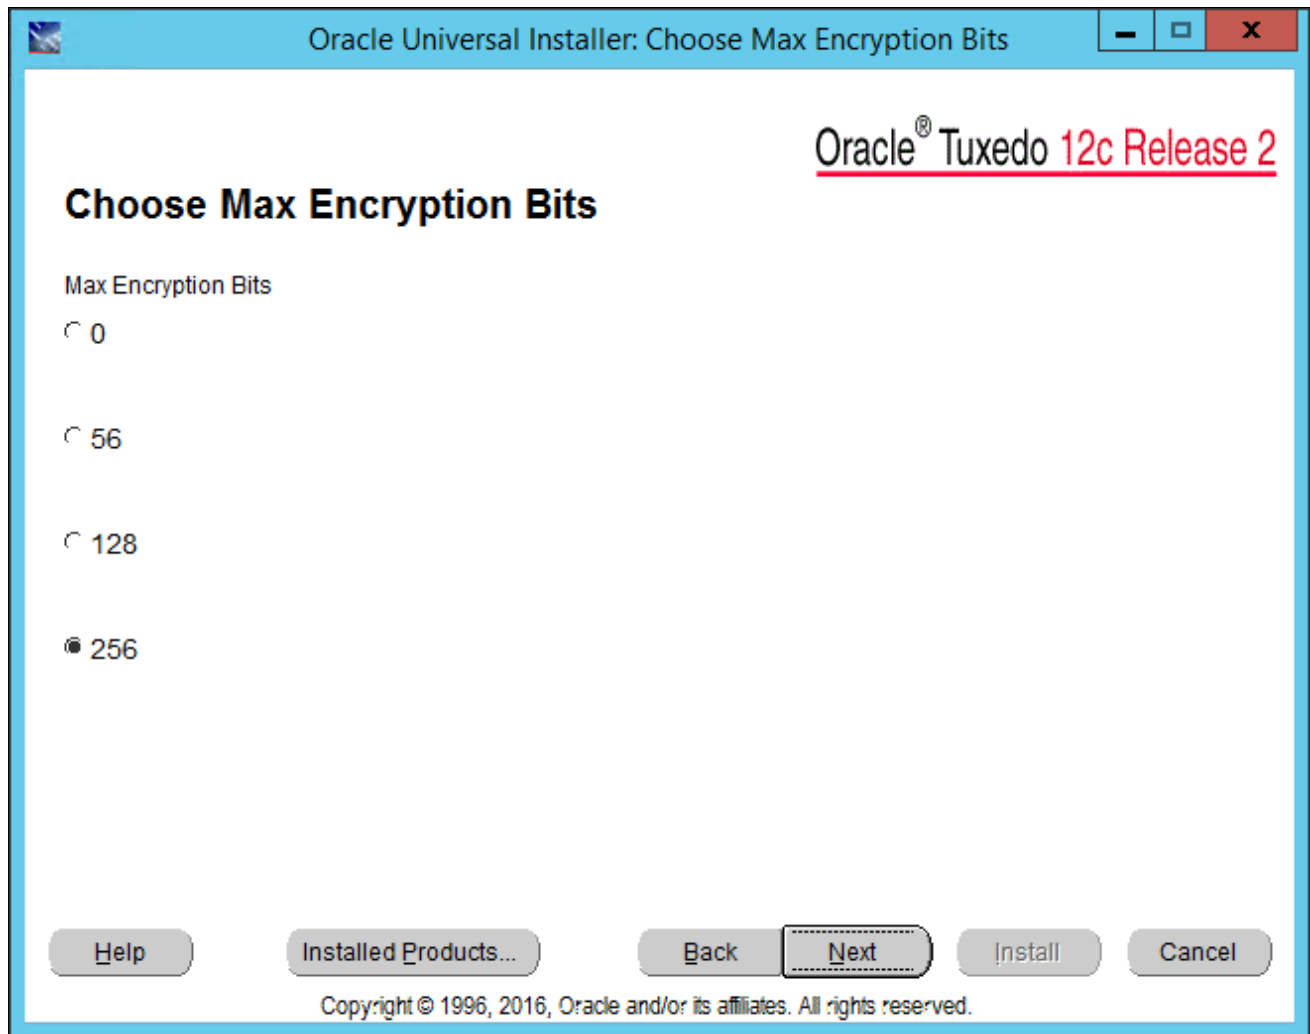 Oracle Universal Installer: Choose Max Encryption Bits
Oracle® Tuxedo 12c Release 2
Choose Max Encryption Bits
Max Encryption Bits
0
56
128
256
Help Installed Products... Back Next Install Cancel
Copyright © 1996, 2016, Oracle and/or its affiliates. All rights reserved.